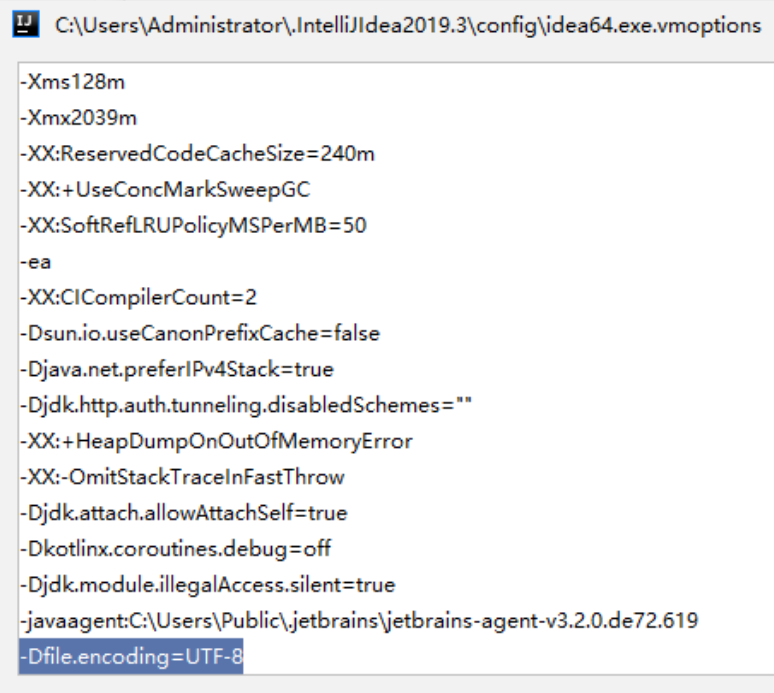 IJ C:\Users\Administrator\.IntelliJIdea2019.3\config\idea64.exe.vmoptions
-Xms128m
-Xmx2039m
-XX:ReservedCodeCacheSize=240m
-XX:+UseConcMarkSweepGC
-XX:SoftRefLRUPolicyMSPerMB=50
-ea
-XX:CICompilerCount=2
-Dsun.io.useCanonPrefixCache=false
-Djava.net.preferIPv4Stack=true
-Djdk.http.auth.tunneling.disabledSchemes=""
-XX:+HeapDumpOnOutOfMemoryError
-XX:-OmitStackTraceInFastThrow
-Djdk.attach.allowAttachSelf=true
-Dkotlinx.coroutines.debug=off
-Djdk.module.illegalAccess.silent=true
-javaagent:C:\Users\Public\.jetbrains\jetbrains-agent-v3.2.0.de72.619
-Dfile.encoding=UTF-8